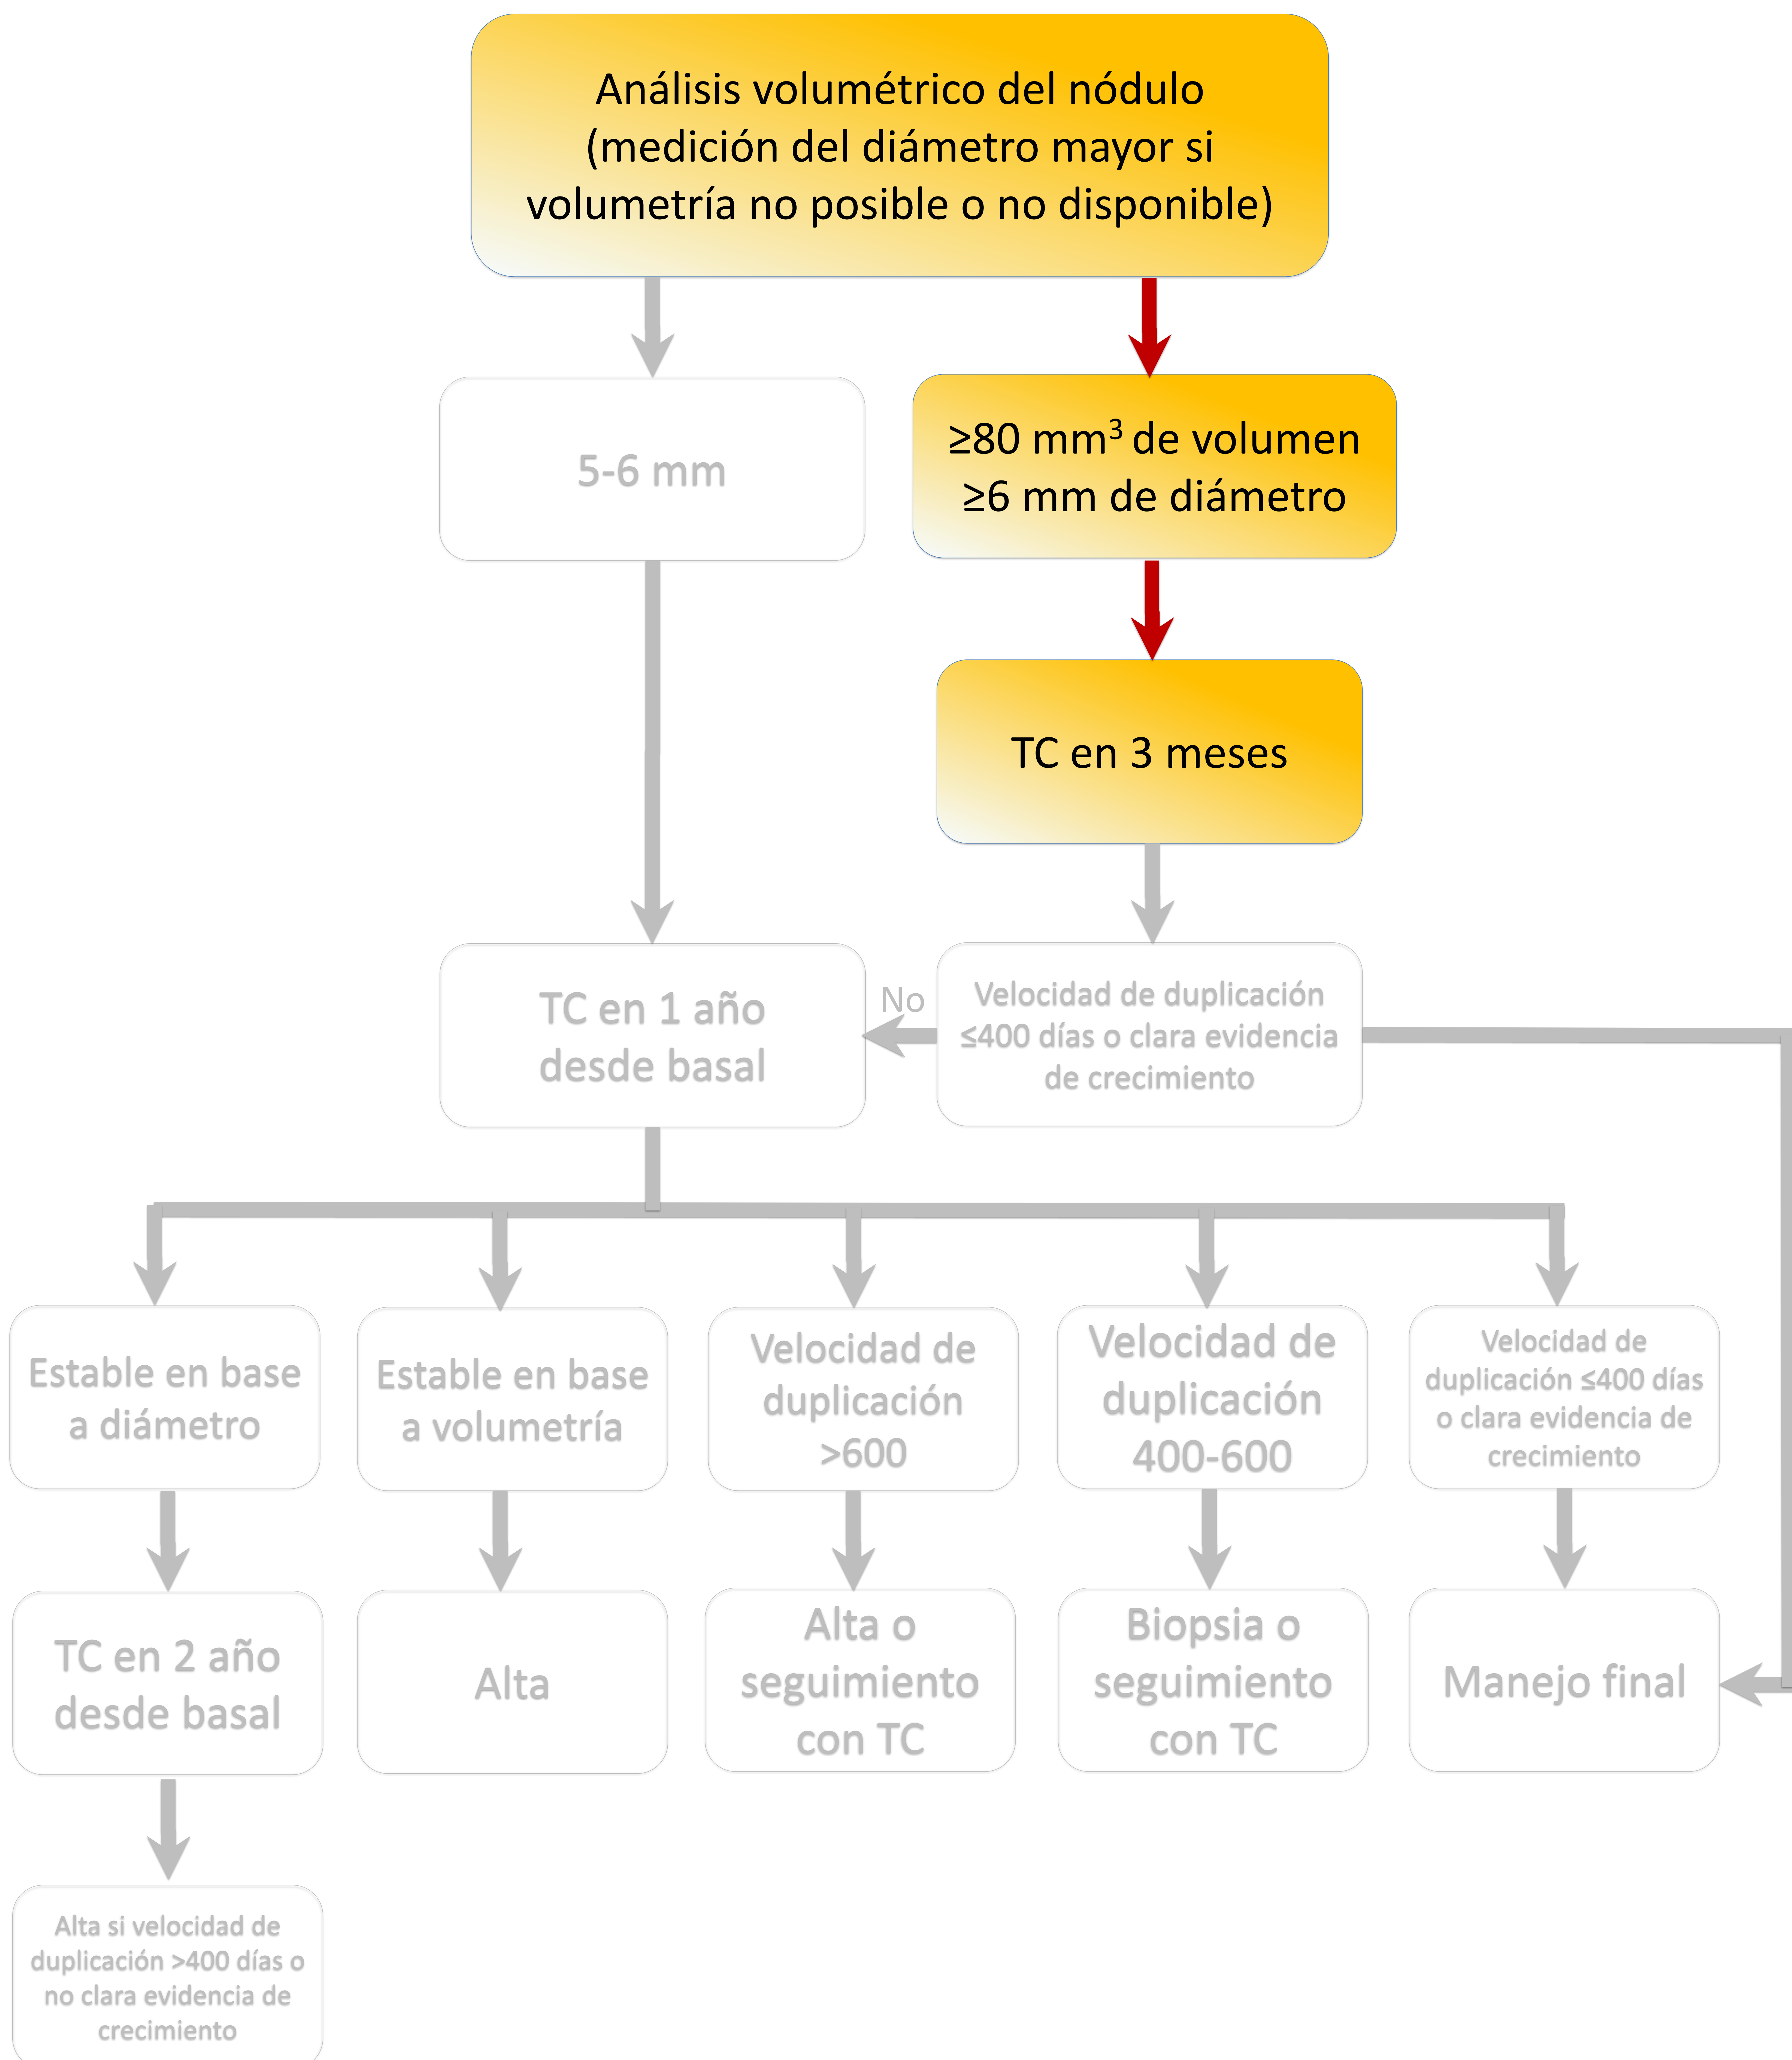 Análisis volumétrico del nódulo
(medición del diámetro mayor si
volumetría no posible o no disponible)
5-6 mm
≥80 mm³ de volumen
≥6 mm de diámetro
TC en 3 meses
TC en 1 año
desde basal
No
Velocidad de duplicación
≤400 días o clara evidencia
de crecimiento
Estable en base
a diámetro
Estable en base
a volumetría
Velocidad de
duplicación
>600
Velocidad de
duplicación
400-600
Velocidad de
duplicación ≤400 días
o clara evidencia de
crecimiento
TC en 2 año
desde basal
Alta
Alta o
seguimiento
con TC
Biopsia o
seguimiento
con TC
Manejo final
Alta si velocidad de
duplicación >400 días o
no clara evidencia de
crecimiento